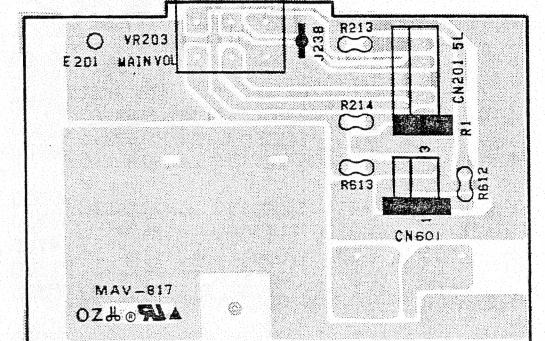 R213
VR203
E201 MAINVOL
J238
CN201 5L
R214
R1
3
R613
R612
1
CN601
MAV-817